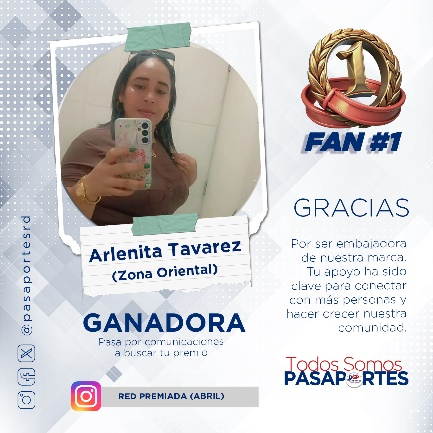 1
FAN #1
Arlenita Tavarez
(Zona Oriental)
GANADORA
Pasa por comunicaciones
a buscar tu premio
RED PREMIADA (ABRIL)
GRACIAS
Por ser embajadora
de nuestra marca.
Tu apoyo ha sido
clave para conectar
con más personas y
hacer crecer nuestra
comunidad.
Todos Somos
PASAPORTES
@pasaportesrd